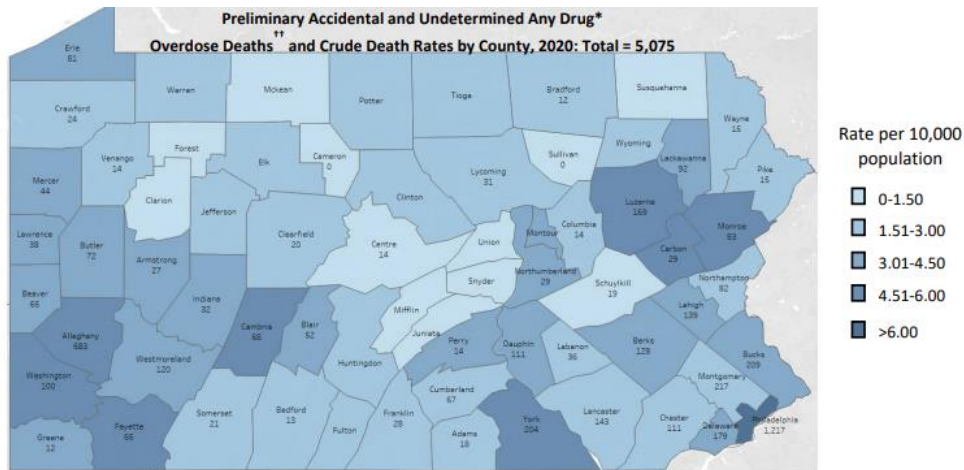 Preliminary Accidental and Undetermined Any Drug*
Overdose Deaths†† and Crude Death Rates by County, 2020: Total = 5,075
Erie
81
Warren
Mckean
Potter
Tioga
Bradford
12
Susquehanna
Crawford
24
Wayne
15
Forest
Venango
14
Elk
Cameron
0
Sullivan
0
Wyoming
Lackawanna
92
Pike
15
Mercer
44
Clarion
Jefferson
Clinton
Lycoming
31
Luzerne
169
Monroe
83
Lawrence
38
Butler
72
Armstrong
27
Clearfield
20
Centre
14
Union
Montour
Columbia
14
Carbon
29
Beaver
66
Indiana
32
Snyder
Northumberland
29
Schuylkill
19
Northampton
82
Allegheny
683
Cambria
68
Blair
52
Mifflin
Juniata
Perry
14
Dauphin
111
Lebanon
36
Berks
129
Lehigh
139
Bucks
209
Washington
100
Westmoreland
120
Huntingdon
Cumberland
67
Montgomery
217
Greene
12
Fayette
66
Somerset
21
Bedford
13
Fulton
Franklin
28
Adams
18
York
204
Lancaster
143
Chester
111
Delaware
179
Philadelphia
1,217
Rate per 10,000
population
0-1.50
1.51-3.00
3.01-4.50
4.51-6.00
>6.00